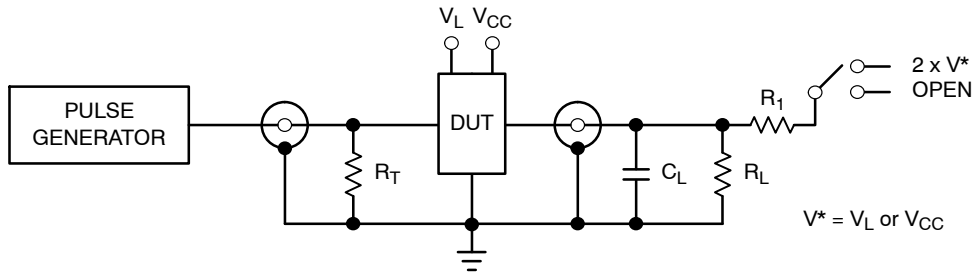 V_L V_CC
2 x V*
OPEN
PULSE
GENERATOR
DUT
R_1
R_T
C_L
R_L
V* = V_L or V_CC